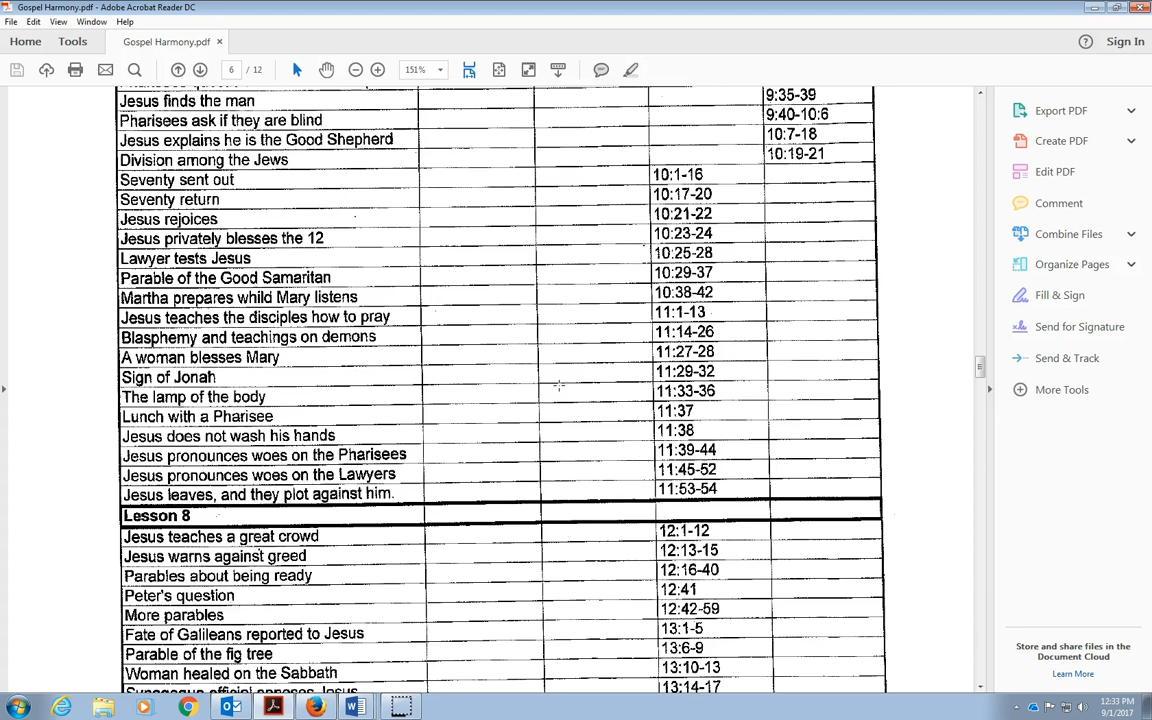 Gospel Harmony.pdf - Adobe Acrobat Reader DC
File Edit View Window Help
Home Tools Gospel Harmony.pdf × Sign In
6 / 12 151%
Jesus finds the man 9:35-39
Pharisees ask if they are blind 9:40-10:6
Jesus explains he is the Good Shepherd 10:7-18
Division among the Jews 10:19-21
Seventy sent out 10:1-16
Seventy return 10:17-20
Jesus rejoices 10:21-22
Jesus privately blesses the 12 10:23-24
Lawyer tests Jesus 10:25-28
Parable of the Good Samaritan 10:29-37
Martha prepares whild Mary listens 10:38-42
Jesus teaches the disciples how to pray 11:1-13
Blasphemy and teachings on demons 11:14-26
A woman blesses Mary 11:27-28
Sign of Jonah 11:29-32
The lamp of the body 11:33-36
Lunch with a Pharisee 11:37
Jesus does not wash his hands 11:38
Jesus pronounces woes on the Pharisees 11:39-44
Jesus pronounces woes on the Lawyers 11:45-52
Jesus leaves, and they plot against him. 11:53-54
Lesson 8
Jesus teaches a great crowd 12:1-12
Jesus warns against greed 12:13-15
Parables about being ready 12:16-40
Peter's question 12:41
More parables 12:42-59
Fate of Galileans reported to Jesus 13:1-5
Parable of the fig tree 13:6-9
Woman healed on the Sabbath 13:10-13
Synagogue official opposes Jesus 13:14-17
Export PDF
Create PDF
Edit PDF
Comment
Combine Files
Organize Pages
Fill & Sign
Send for Signature
Send & Track
More Tools
Store and share files in the
Document Cloud
Learn More
12:33 PM
9/1/2017